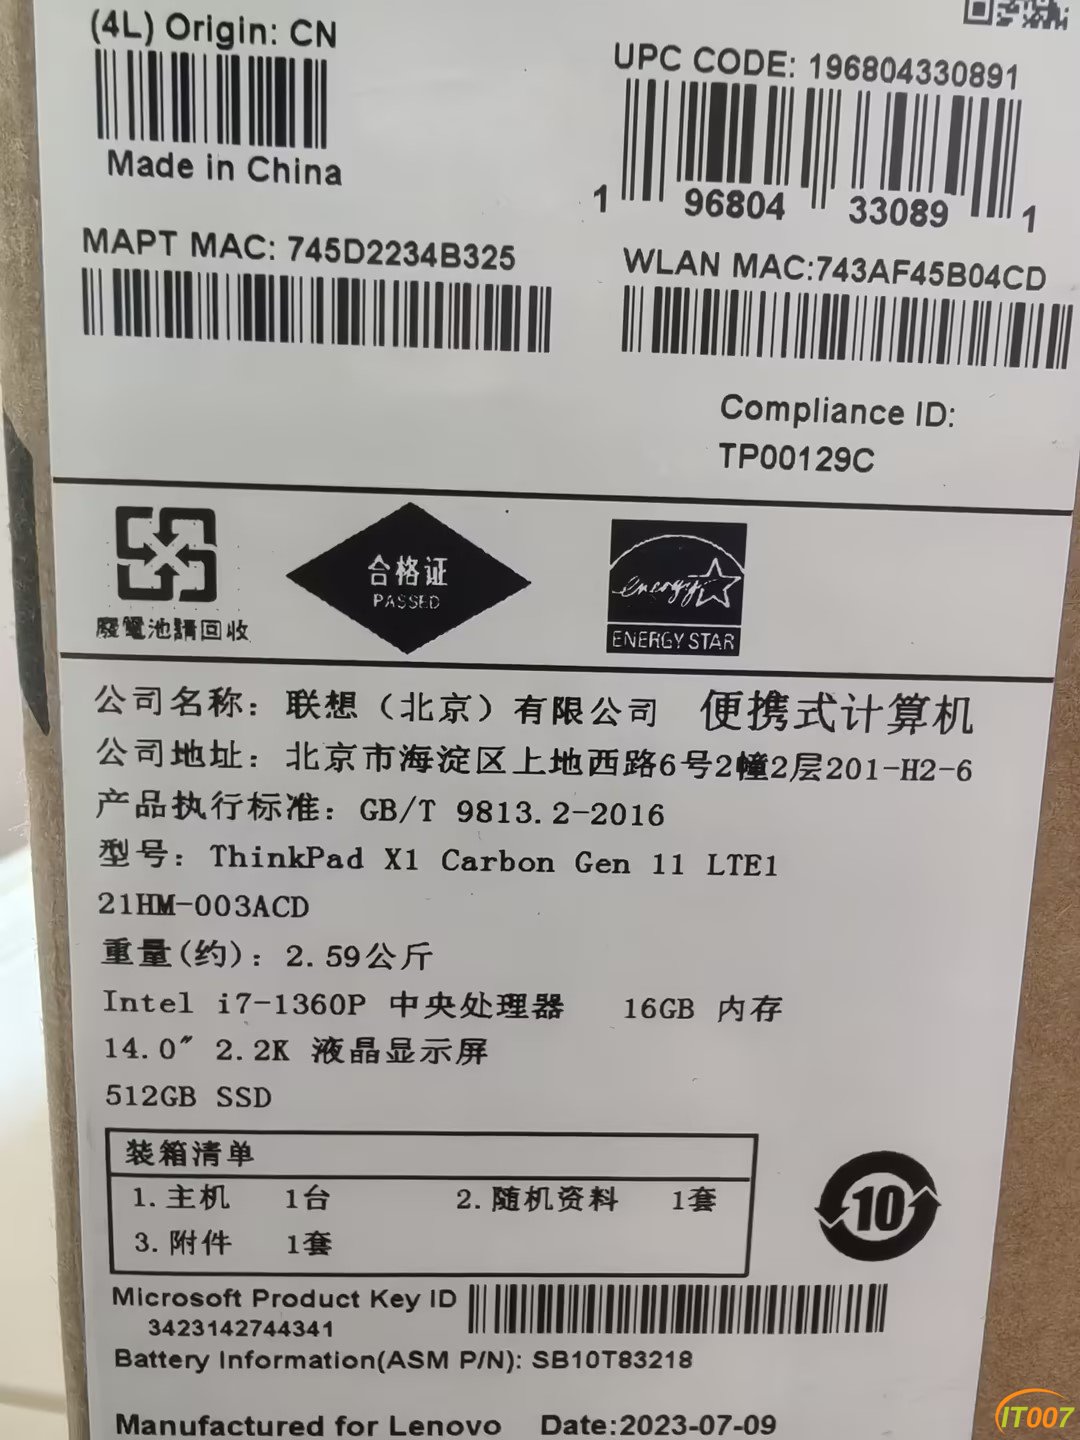 (4L) Origin: CN
Made in China
UPC CODE: 196804330891
1 96804 33089 1
MAPT MAC: 745D2234B325
WLAN MAC:743AF45B04CD
Compliance ID:
TP00129C
廢電池請回收
合格证
PASSED
energy
ENERGY STAR
公司名称：联想（北京）有限公司 便携式计算机
公司地址：北京市海淀区上地西路6号2幢2层201-H2-6
产品执行标准：GB/T 9813.2-2016
型号：ThinkPad X1 Carbon Gen 11 LTE1
21HM-003ACD
重量(约)：2.59公斤
Intel i7-1360P 中央处理器 16GB 内存
14.0" 2.2K 液晶显示屏
512GB SSD
装箱清单
1.主机 1台 2.随机资料 1套
3.附件 1套
10
Microsoft Product Key ID
3423142744341
Battery Information(ASM P/N): SB10T83218
Manufactured for Lenovo Date:2023-07-09
IT007